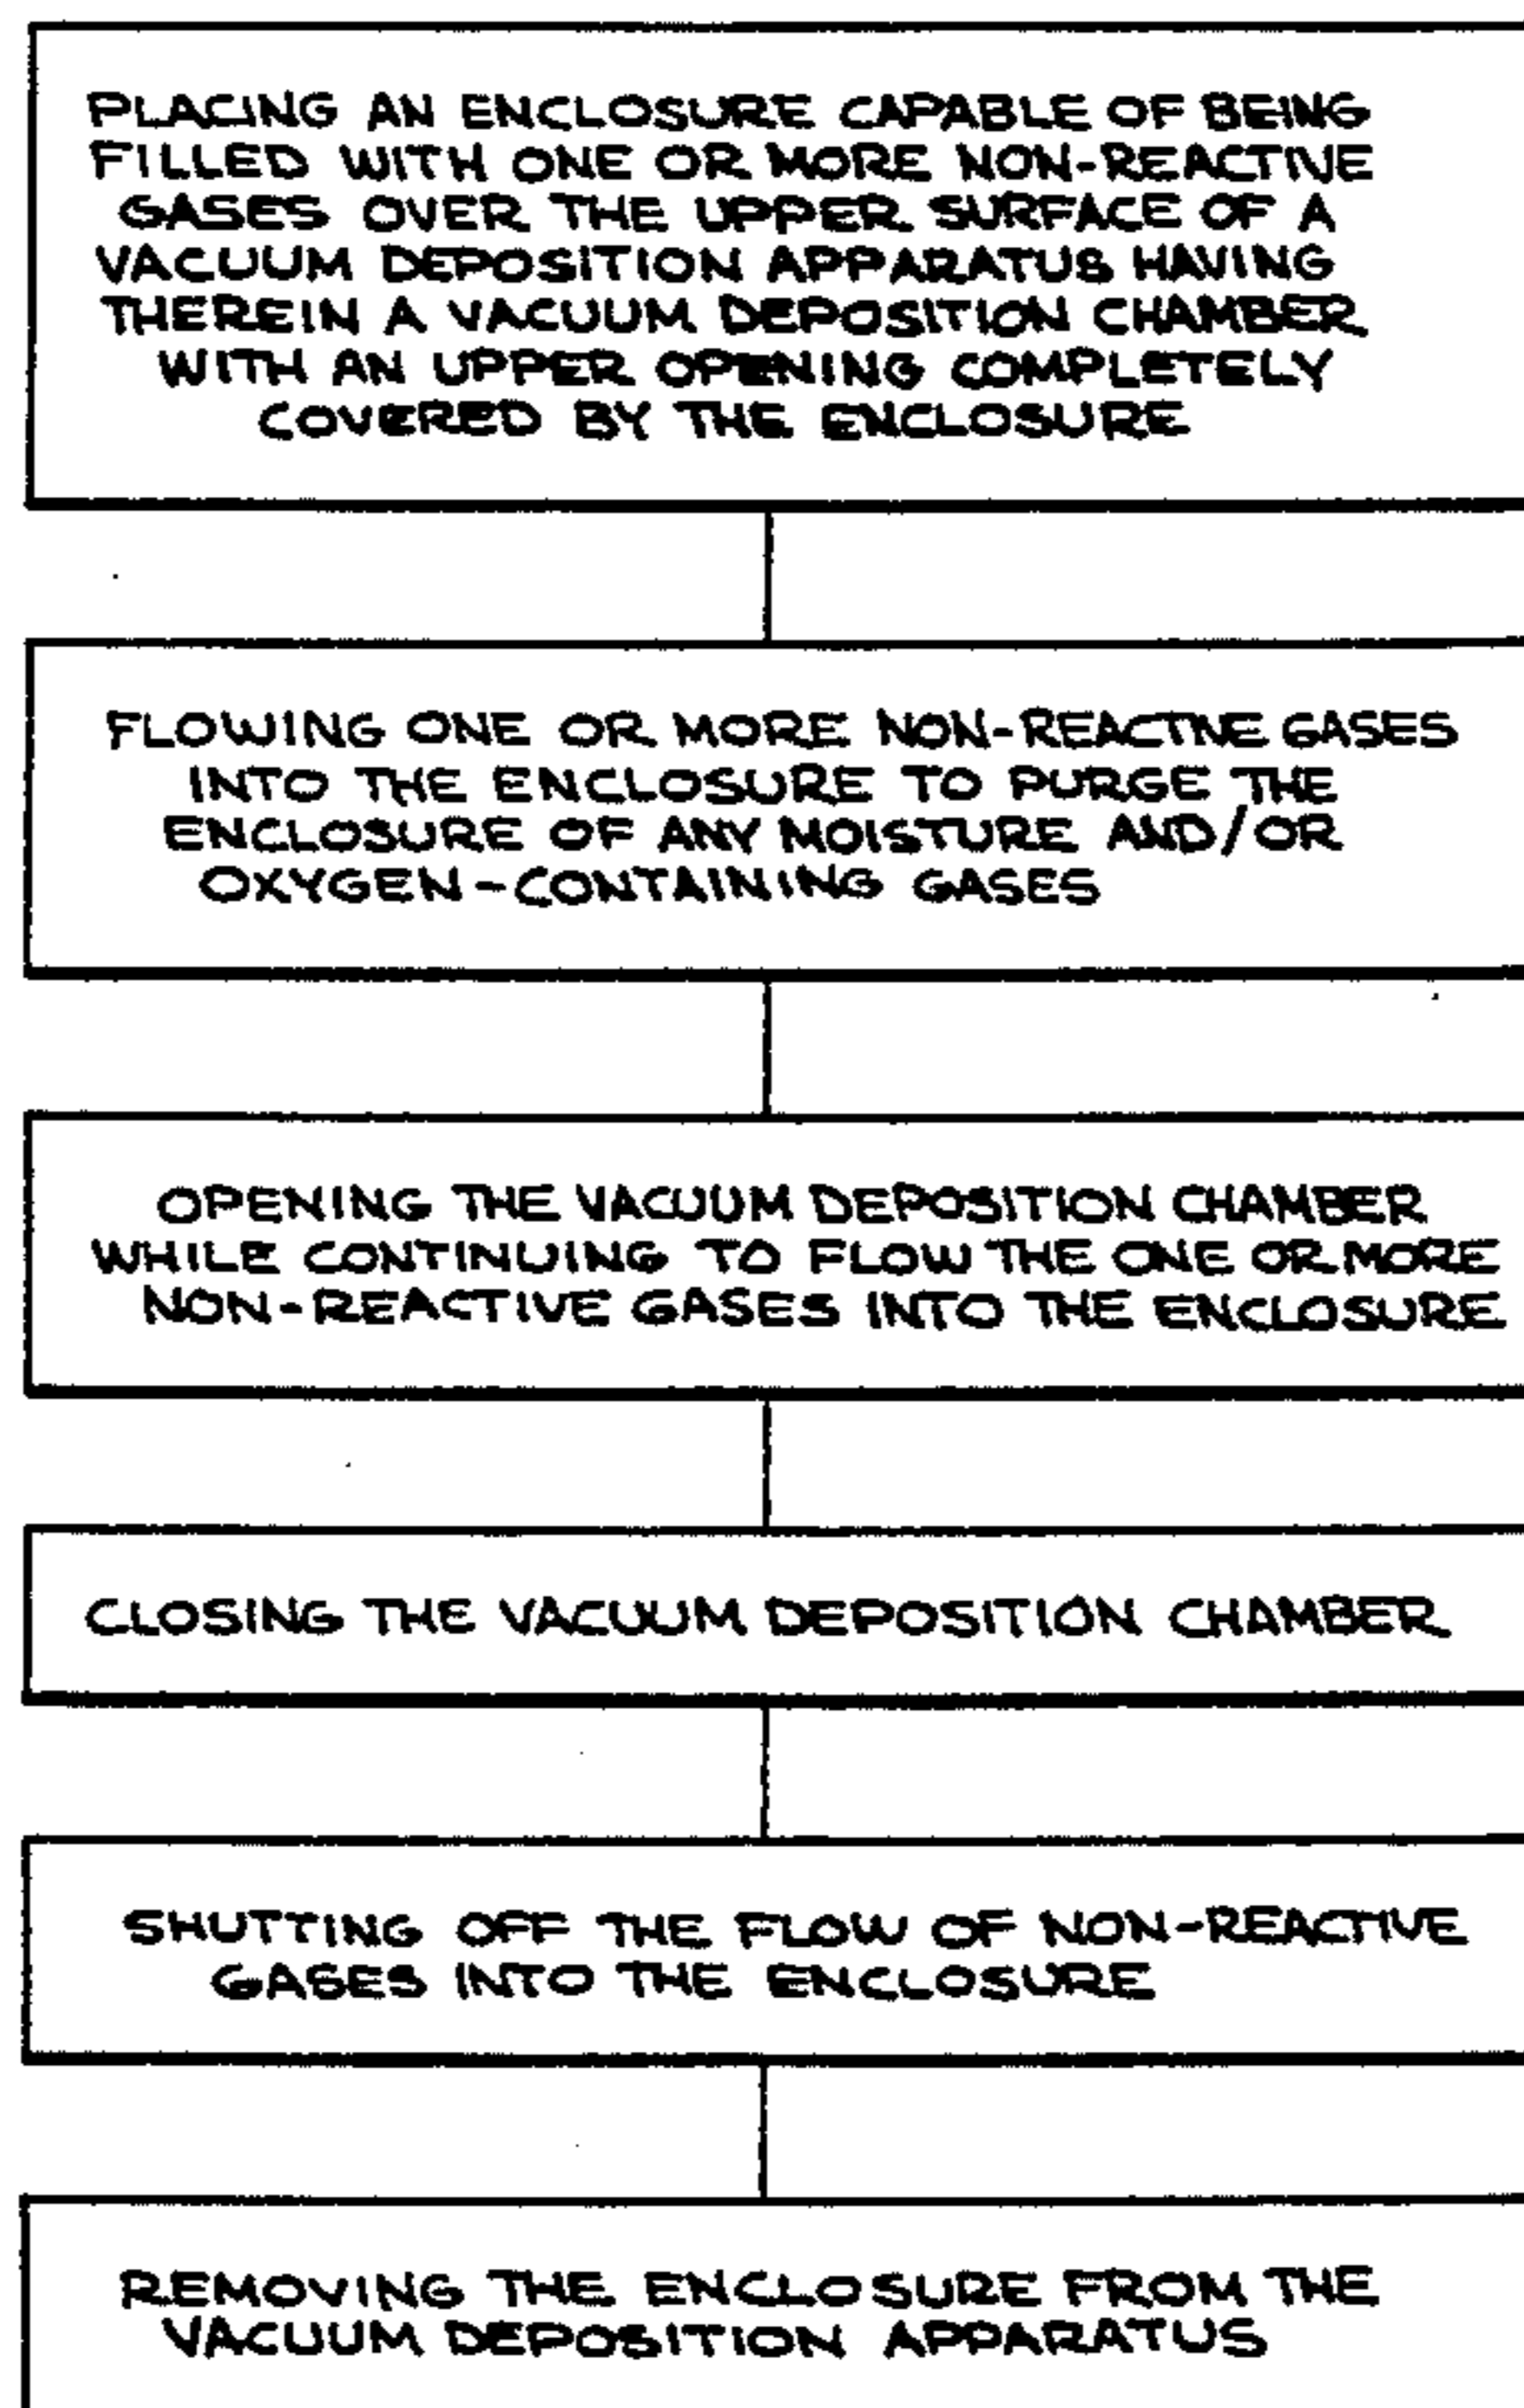 PLACING AN ENCLOSURE CAPABLE OF BEING
FILLED WITH ONE OR MORE NON-REACTIVE
GASES OVER THE UPPER SURFACE OF A
VACUUM DEPOSITION APPARATUS HAVING
THEREIN A VACUUM DEPOSITION CHAMBER
WITH AN UPPER OPENING COMPLETELY
COVERED BY THE ENCLOSURE
FLOWING ONE OR MORE NON-REACTIVE GASES
INTO THE ENCLOSURE TO PURGE THE
ENCLOSURE OF ANY MOISTURE AND/OR
OXYGEN-CONTAINING GASES
OPENING THE VACUUM DEPOSITION CHAMBER
WHILE CONTINUING TO FLOW THE ONE OR MORE
NON-REACTIVE GASES INTO THE ENCLOSURE
CLOSING THE VACUUM DEPOSITION CHAMBER
SHUTTING OFF THE FLOW OF NON-REACTIVE
GASES INTO THE ENCLOSURE
REMOVING THE ENCLOSURE FROM THE
VACUUM DEPOSITION APPARATUS